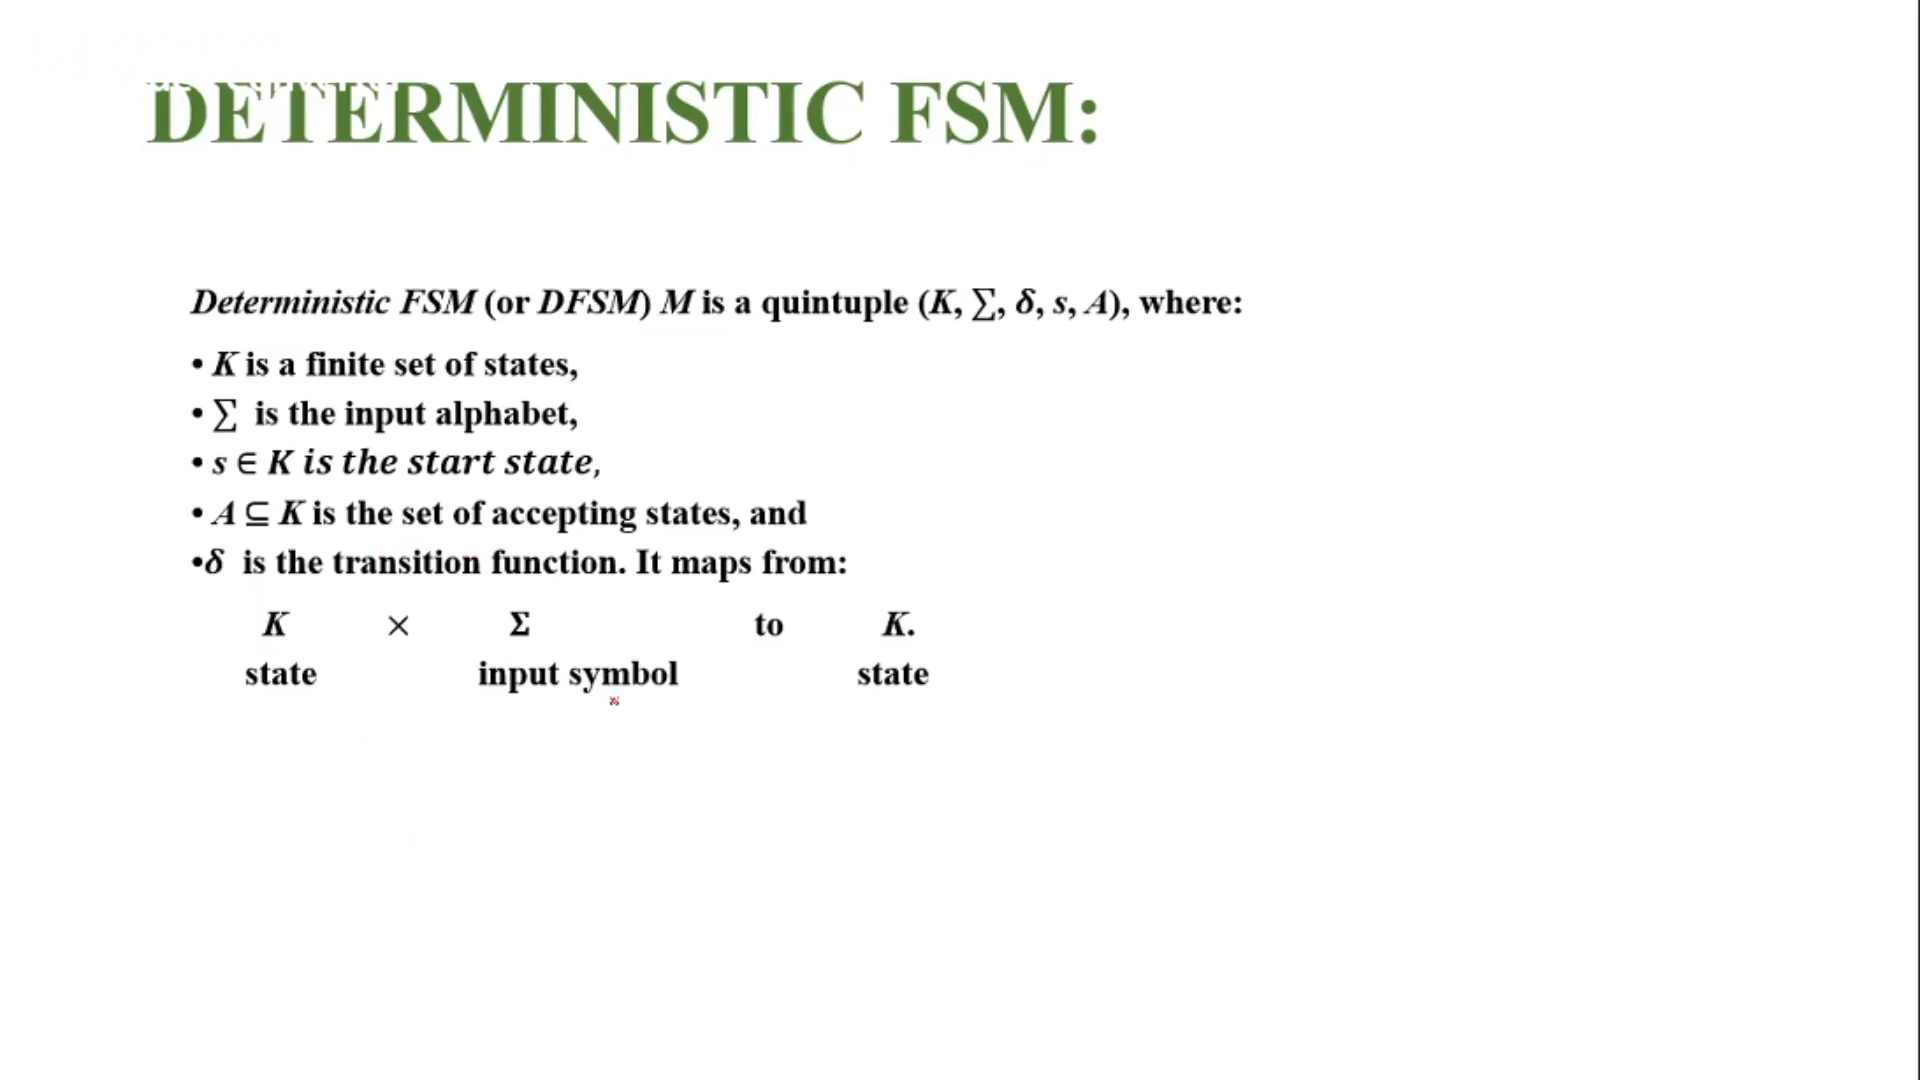 DETERMINISTIC FSM:
Deterministic FSM (or DFSM) M is a quintuple (K, ∑, δ, s, A), where:
• K is a finite set of states,
• ∑ is the input alphabet,
• s ∈ K is the start state,
• A ⊆ K is the set of accepting states, and
•δ is the transition function. It maps from:
K × Σ to K.
state input symbol state